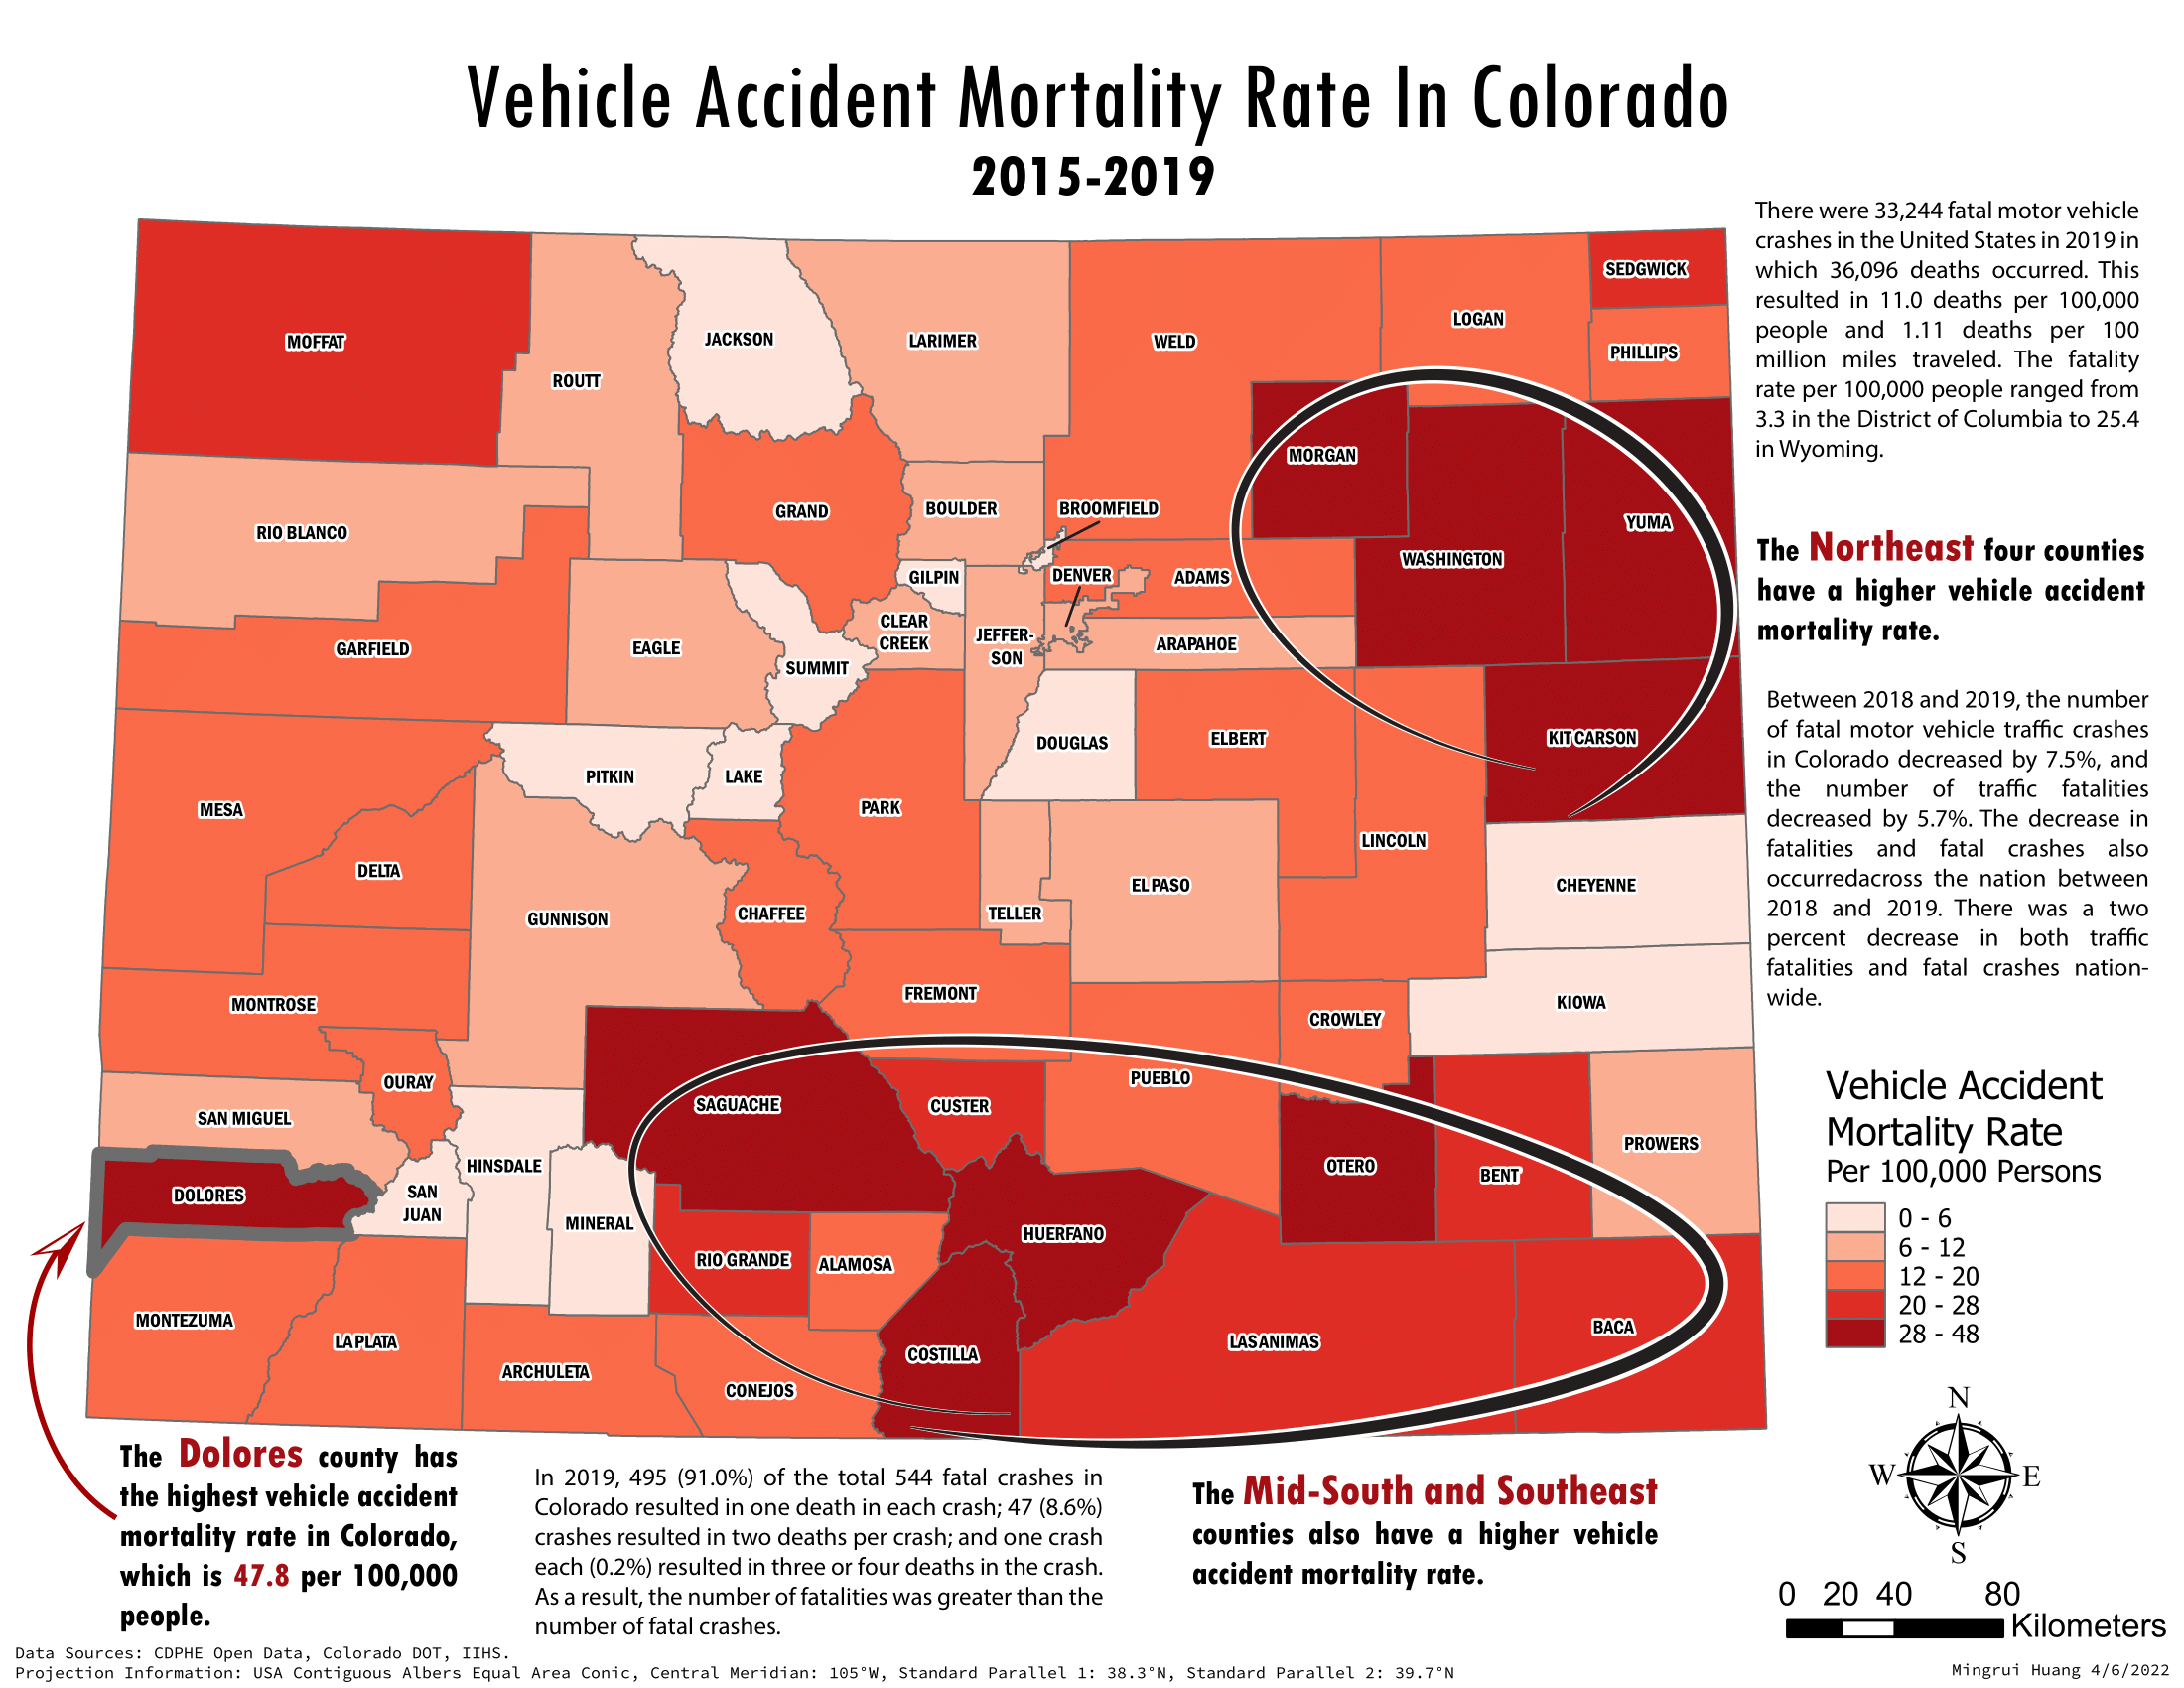 Vehicle Accident Mortality Rate In Colorado
2015-2019
There were 33,244 fatal motor vehicle
crashes in the United States in 2019 in
which 36,096 deaths occurred. This
resulted in 11.0 deaths per 100,000
people and 1.11 deaths per 100
million miles traveled. The fatality
rate per 100,000 people ranged from
3.3 in the District of Columbia to 25.4
in Wyoming.
The Northeast four counties
have a higher vehicle accident
mortality rate.
Between 2018 and 2019, the number
of fatal motor vehicle traffic crashes
in Colorado decreased by 7.5%, and
the number of traffic fatalities
decreased by 5.7%. The decrease in
fatalities and fatal crashes also
occurredacross the nation between
2018 and 2019. There was a two
percent decrease in both traffic
fatalities and fatal crashes nation-
wide.
MOFFAT
ROUTT
JACKSON
LARIMER
WELD
LOGAN
SEDGWICK
PHILLIPS
RIO BLANCO
GRAND
BOULDER
BROOMFIELD
MORGAN
WASHINGTON
YUMA
GARFIELD
EAGLE
SUMMIT
GILPIN
CLEAR
CREEK
JEFFER-
SON
DENVER
ADAMS
ARAPAHOE
MESA
PITKIN
LAKE
PARK
DOUGLAS
ELBERT
LINCOLN
KIT CARSON
DELTA
GUNNISON
CHAFFEE
TELLER
EL PASO
CHEYENNE
MONTROSE
FREMONT
CROWLEY
KIOWA
OURAY
SAN MIGUEL
SAGUACHE
CUSTER
PUEBLO
OTERO
BENT
PROWERS
DOLORES
SAN
JUAN
HINSDALE
MINERAL
RIO GRANDE
ALAMOSA
HUERFANO
MONTEZUMA
LA PLATA
ARCHULETA
CONEJOS
COSTILLA
LAS ANIMAS
BACA
Vehicle Accident
Mortality Rate
Per 100,000 Persons
0 - 6
6 - 12
12 - 20
20 - 28
28 - 48
N
W E
S
0 20 40 80
Kilometers
The Dolores county has
the highest vehicle accident
mortality rate in Colorado,
which is 47.8 per 100,000
people.
In 2019, 495 (91.0%) of the total 544 fatal crashes in
Colorado resulted in one death in each crash; 47 (8.6%)
crashes resulted in two deaths per crash; and one crash
each (0.2%) resulted in three or four deaths in the crash.
As a result, the number of fatalities was greater than the
number of fatal crashes.
The Mid-South and Southeast
counties also have a higher vehicle
accident mortality rate.
Data Sources: CDPHE Open Data, Colorado DOT, IIHS.
Projection Information: USA Contiguous Albers Equal Area Conic, Central Meridian: 105°W, Standard Parallel 1: 38.3°N, Standard Parallel 2: 39.7°N
Mingrui Huang 4/6/2022